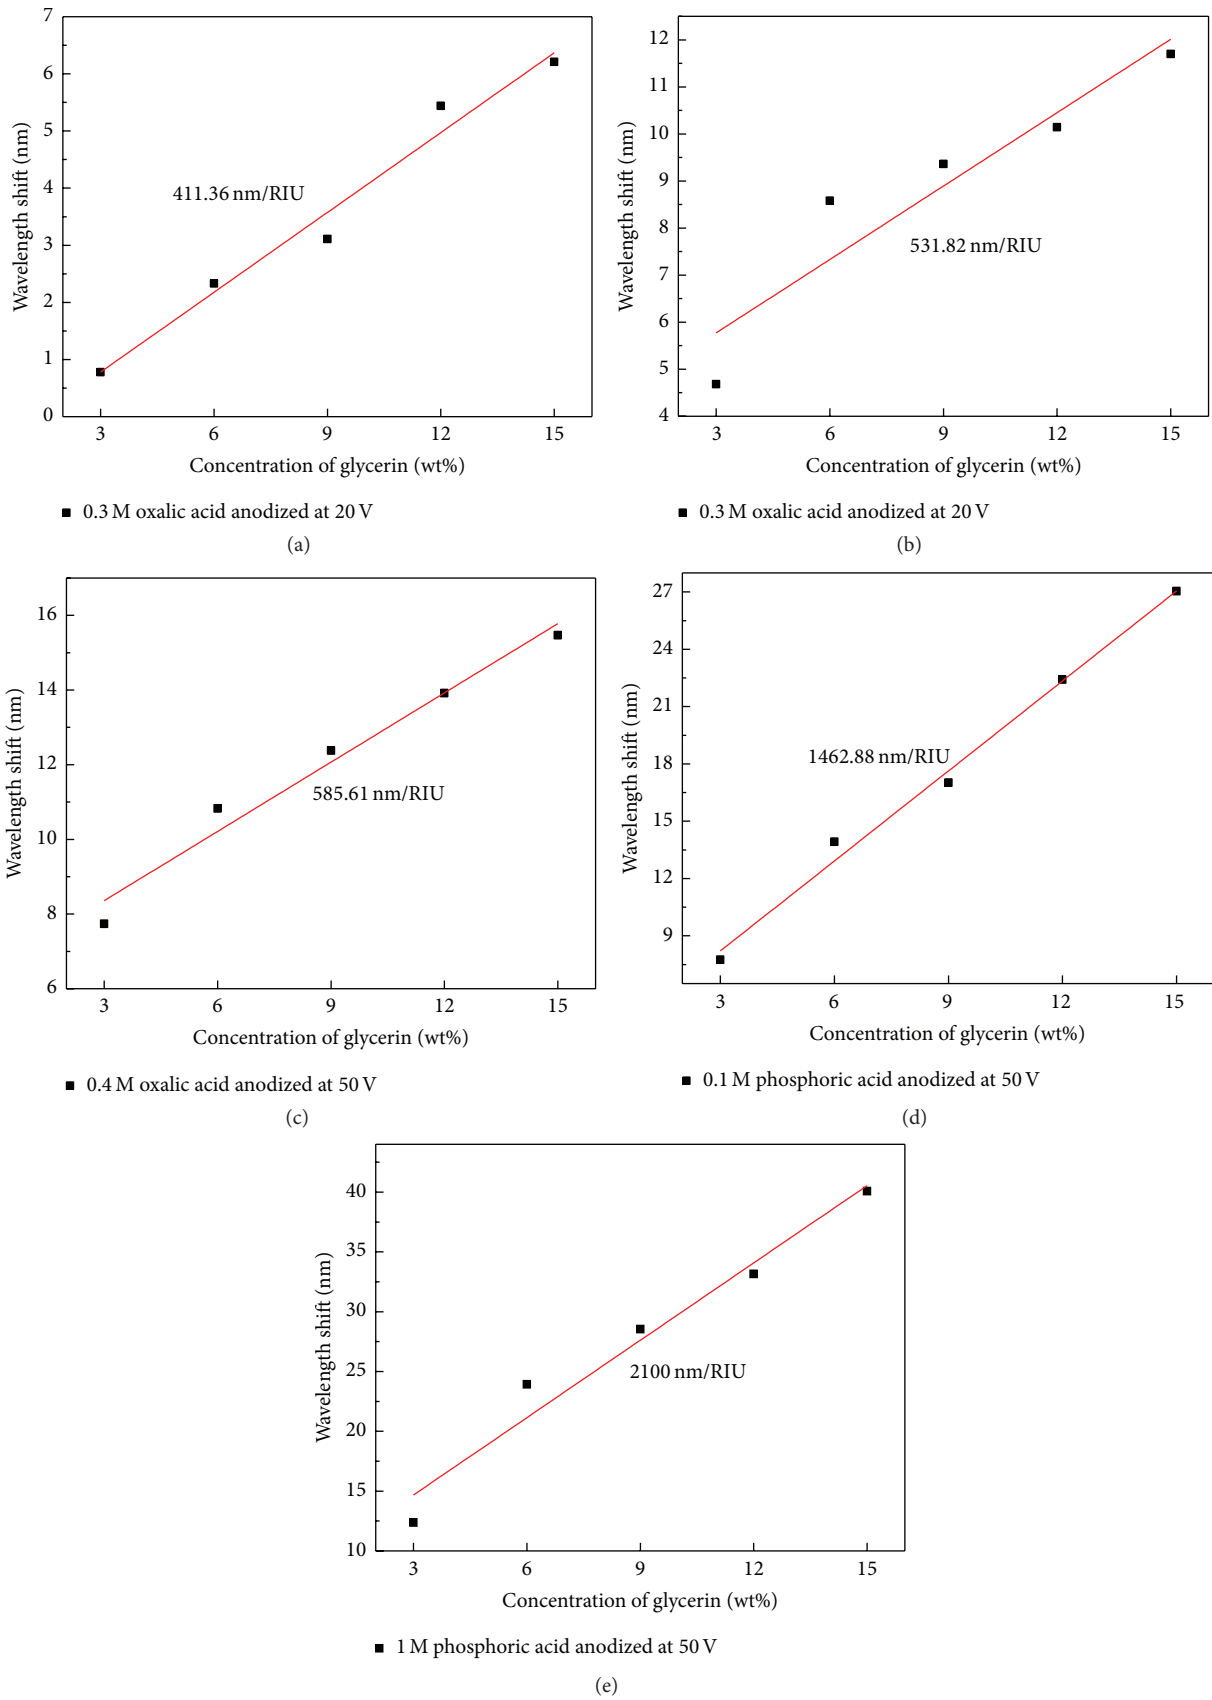 7
6
5
4
3
2
1
0
Wavelength shift (nm)
411.36 nm/RIU
3 6 9 12 15
Concentration of glycerin (wt%)
0.3 M oxalic acid anodized at 20 V
(a)
12
11
10
9
8
7
6
5
4
Wavelength shift (nm)
531.82 nm/RIU
3 6 9 12 15
Concentration of glycerin (wt%)
0.3 M oxalic acid anodized at 20 V
(b)
16
14
12
10
8
6
Wavelength shift (nm)
585.61 nm/RIU
3 6 9 12 15
Concentration of glycerin (wt%)
0.4 M oxalic acid anodized at 50 V
(c)
27
24
21
18
15
12
9
Wavelength shift (nm)
1462.88 nm/RIU
3 6 9 12 15
Concentration of glycerin (wt%)
0.1 M phosphoric acid anodized at 50 V
(d)
40
35
30
25
20
15
10
Wavelength shift (nm)
2100 nm/RIU
3 6 9 12 15
Concentration of glycerin (wt%)
1 M phosphoric acid anodized at 50 V
(e)